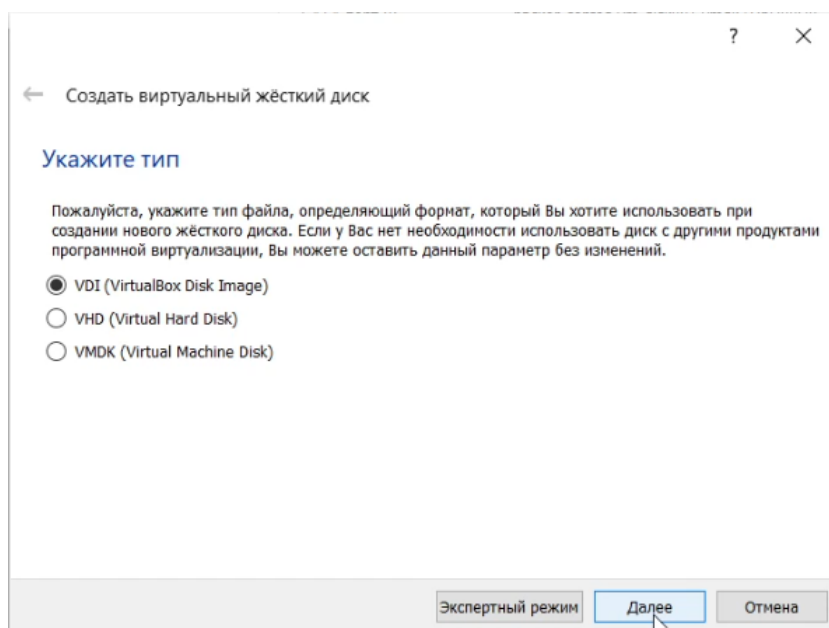 ?
Создать виртуальный жёсткий диск
Укажите тип
Пожалуйста, укажите тип файла, определяющий формат, который Вы хотите использовать при
создании нового жёсткого диска. Если у Вас нет необходимости использовать диск с другими продуктами
программной виртуализации, Вы можете оставить данный параметр без изменений.
VDI (VirtualBox Disk Image)
VHD (Virtual Hard Disk)
VMDK (Virtual Machine Disk)
Экспертный режим Далее Отмена